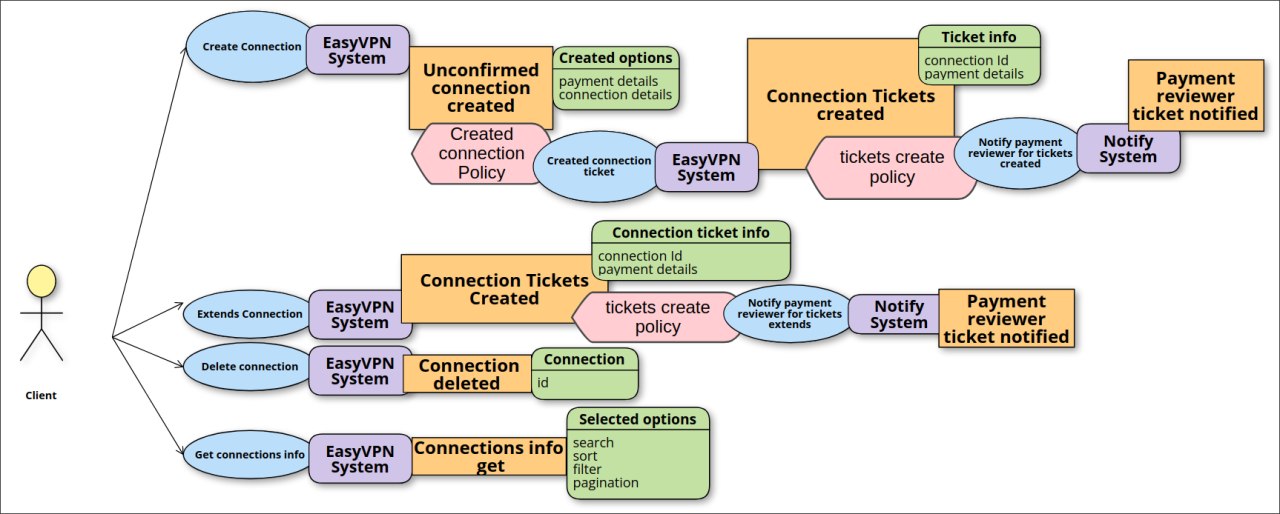 Create Connection
EasyVPN
System
Unconfirmed
connection
created
Created options
payment details
connection details
Created
connection
Policy
Created connection
ticket
EasyVPN
System
Connection Tickets
created
Ticket info
connection Id
payment details
tickets create
policy
Notify payment
reviewer for tickets
created
Notify
System
Payment
reviewer
ticket notified
Client
Extends Connection
EasyVPN
System
Connection Tickets
Created
Connection ticket info
connection Id
payment details
tickets create
policy
Notify payment
reviewer for tickets
extends
Notify
System
Payment
reviewer
ticket notified
Delete connection
EasyVPN
System
Connection
deleted
Connection
id
Get connections info
EasyVPN
System
Connections info
get
Selected options
search
sort
filter
pagination